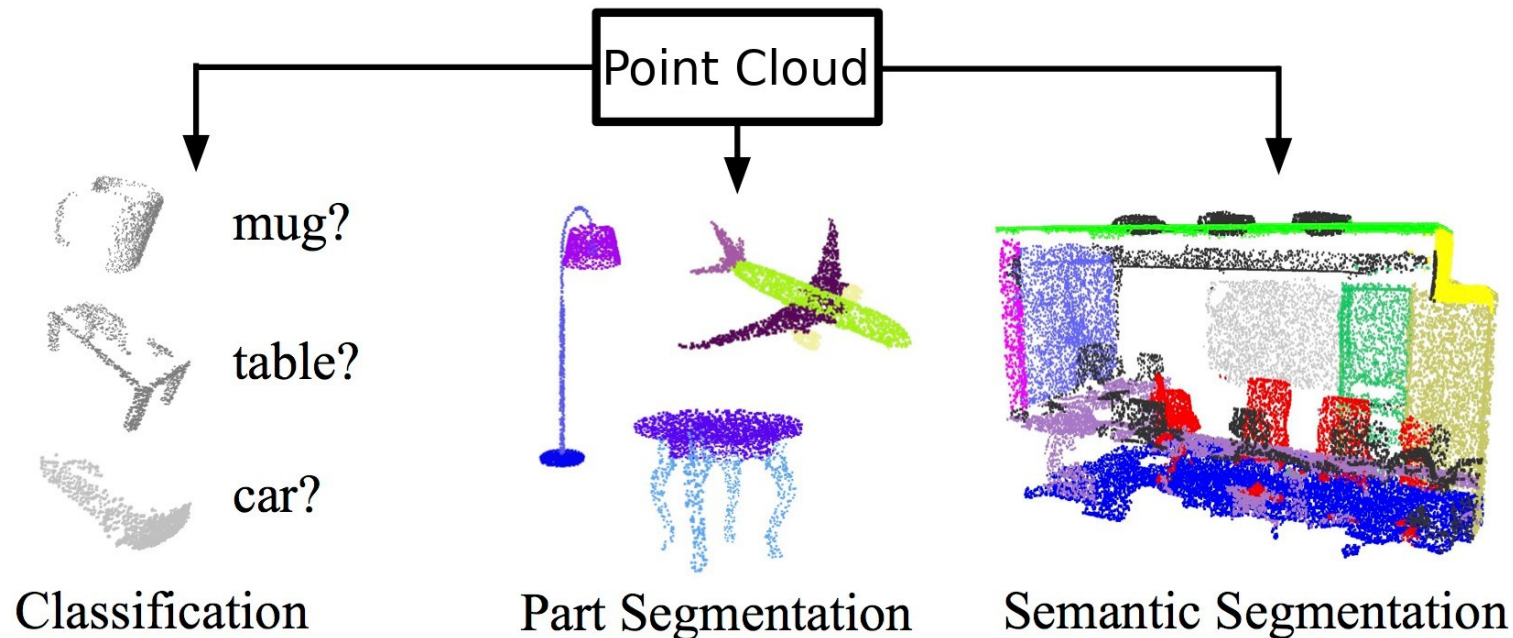 Point Cloud
mug?
table?
car?
Classification
Part Segmentation
Semantic Segmentation